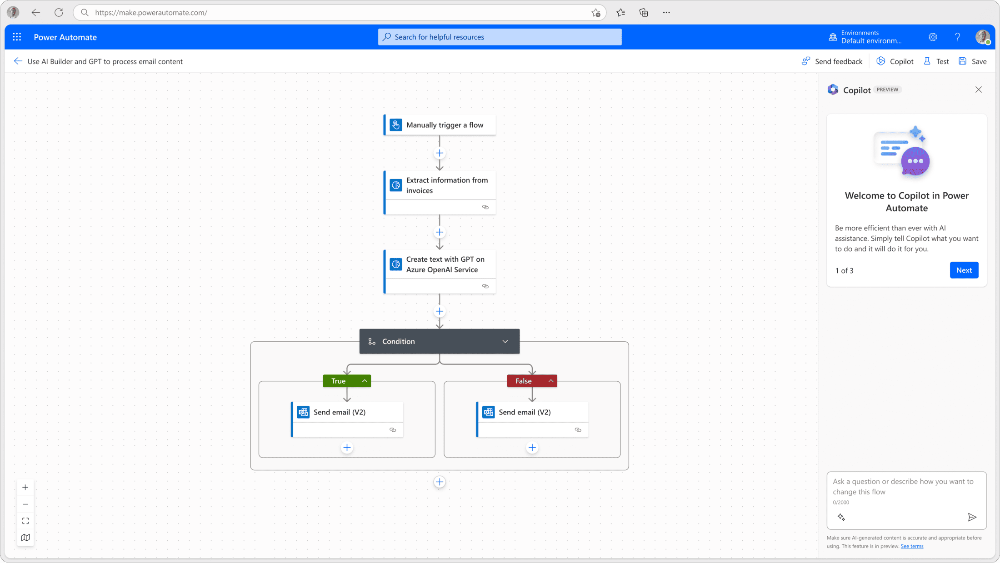 https://make.powerautomate.com/
Power Automate
Search for helpful resources
Environments
Default environm...
?
Use AI Builder and GPT to process email content
Send feedback
Copilot
Test
Save
Manually trigger a flow
Extract information from
invoices
Create text with GPT on
Azure OpenAI Service
Condition
True
False
Send email (V2)
Send email (V2)
Copilot PREVIEW
Welcome to Copilot in Power
Automate
Be more efficient than ever with AI
assistance. Simply tell Copilot what you want
to do and it will do it for you.
1 of 3
Next
Ask a question or describe how you want to
change this flow
0/2000
Make sure AI-generated content is accurate and appropriate before
using. This feature is in preview. See terms